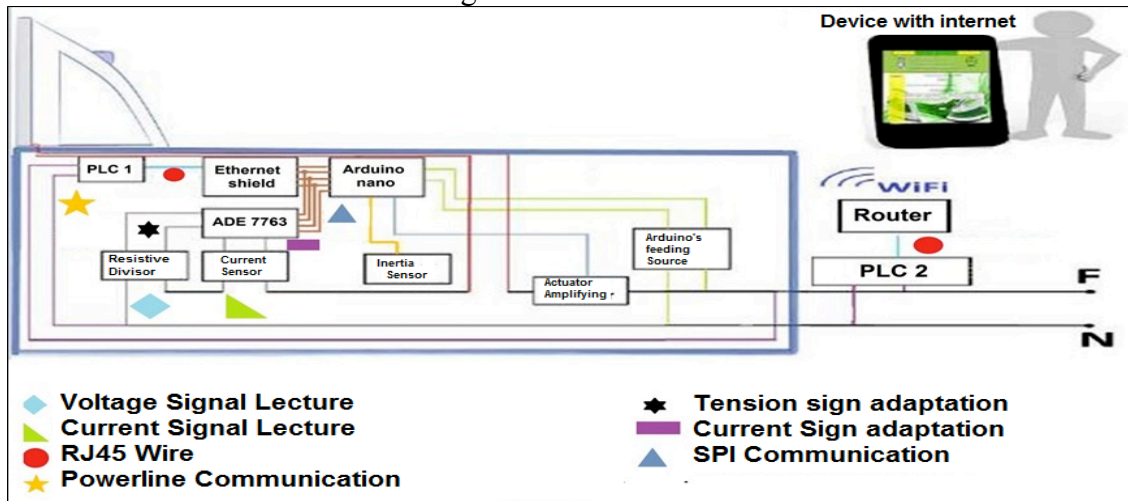 Device with internet
PLC 1
Ethernet
shield
Arduino
nano
WiFi
Router
ADE 7763
Resistive
Divisor
Current
Sensor
Inertia
Sensor
Arduino's
feeding
Source
Actuator
Amplifying
PLC 2
F
N
Voltage Signal Lecture
Current Signal Lecture
RJ45 Wire
Powerline Communication
Tension sign adaptation
Current Sign adaptation
SPI Communication